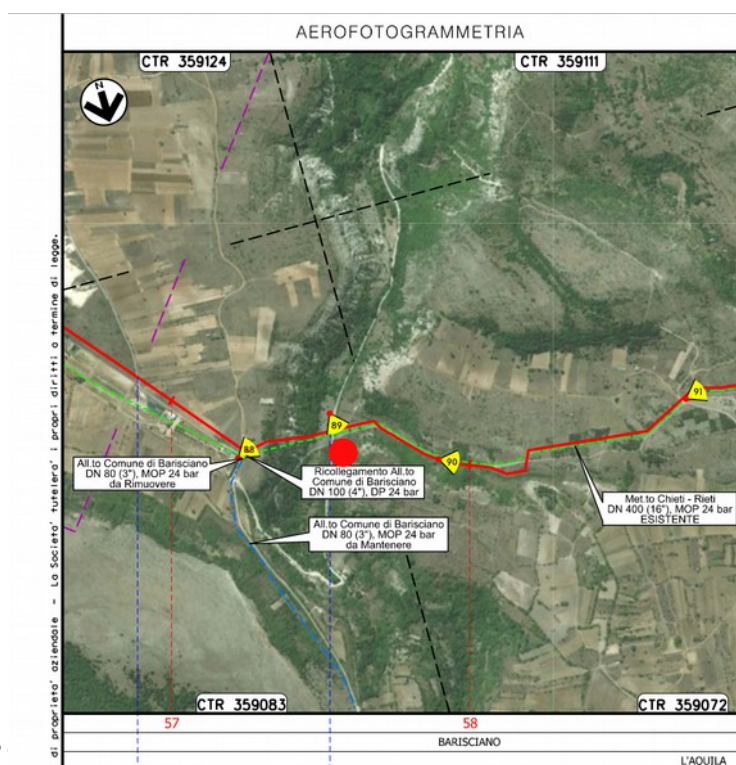 AEROFOTOGRAMMETRIA
CTR 359124
CTR 359111
N
di proprieta' aziendale - La Societa' tutelera' i propri diritti a termine di legge.
91
89
88
90
All.to Comune di Barisciano
DN 80 (3"), MOP 24 bar
da Rimuovere
Ricollegamento All.to
Comune di Barisciano
DN 100 (4"), DP 24 bar
Met.to Chieti - Rieti
DN 400 (16"), MOP 24 bar
ESISTENTE
All.to Comune di Barisciano
DN 80 (3"), MOP 24 bar
da Mantenere
CTR 359083
CTR 359072
57
58
BARISCIANO
L'AQUILA